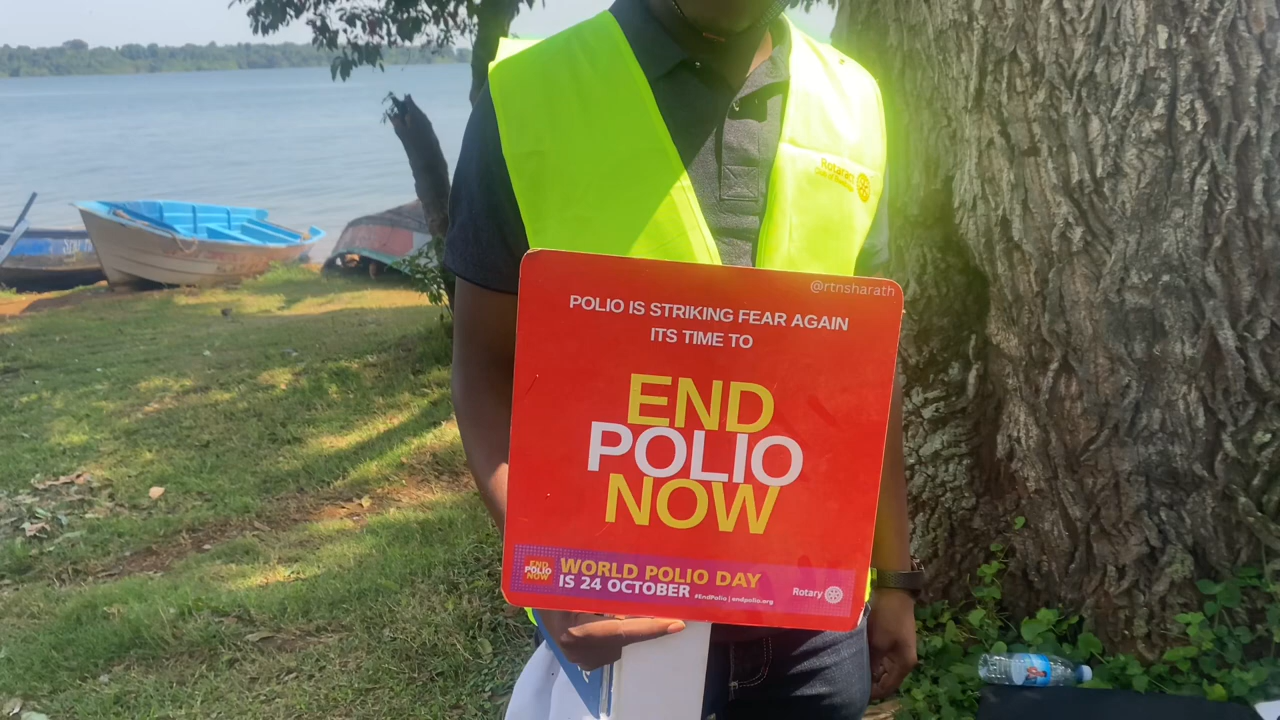 Rotaract
@rtnsharath
POLIO IS STRIKING FEAR AGAIN
ITS TIME TO
END
POLIO
NOW
END
POLIO
NOW
WORLD POLIO DAY
IS 24 OCTOBER
#EndPolio | endpolio.org
Rotary